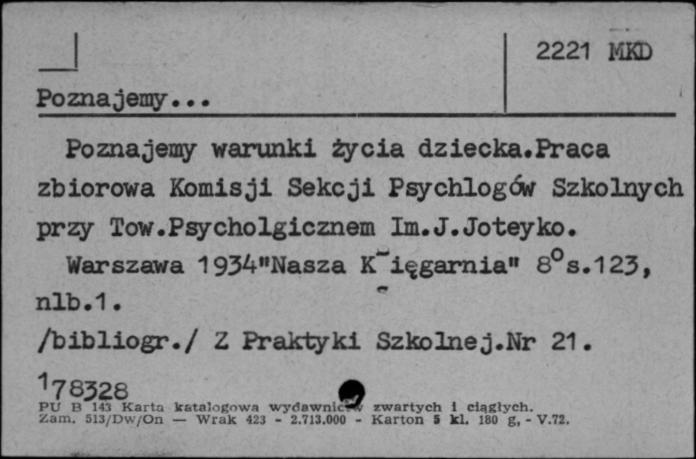 2221 MKD
Poznajemy...
Poznajemy warunki życia dziecka.Praca
zbiorowa Komisji Sekcji Psychlogów Szkolnych
przy Tow.Psycholgicznem Im.J.Joteyko.
Warszawa 1934"Nasza K ięgarnia" 8°s.123,
nlb.1.
/bibliogr./ Z Praktyki Szkolnej.Nr 21.
178328
PU B 143 Karta katalogowa wydawnictw zwartych i ciągłych.
Zam. 513/Dw/On — Wrak 423 - 2.713.000 - Karton 5 kl. 180 g, - V.72.